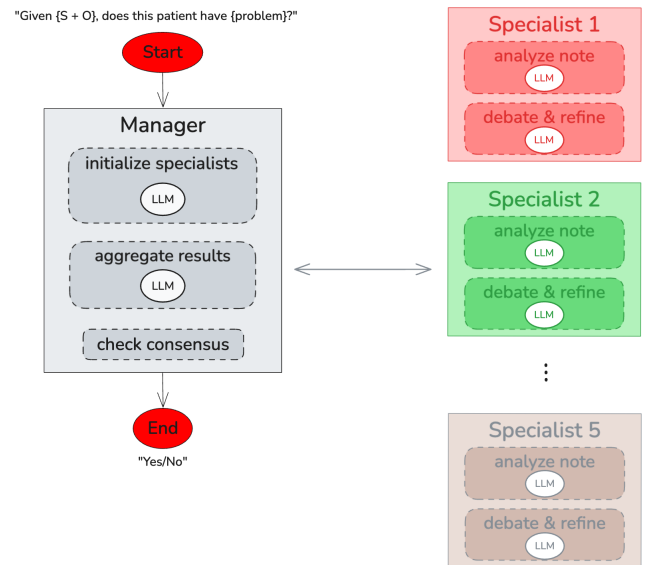 "Given {S + O}, does this patient have {problem}?"
Start
Manager
initialize specialists
LLM
aggregate results
LLM
check consensus
End
"Yes/No"
Specialist 1
analyze note
LLM
debate & refine
LLM
Specialist 2
analyze note
LLM
debate & refine
LLM
Specialist 5
analyze note
LLM
debate & refine
LLM